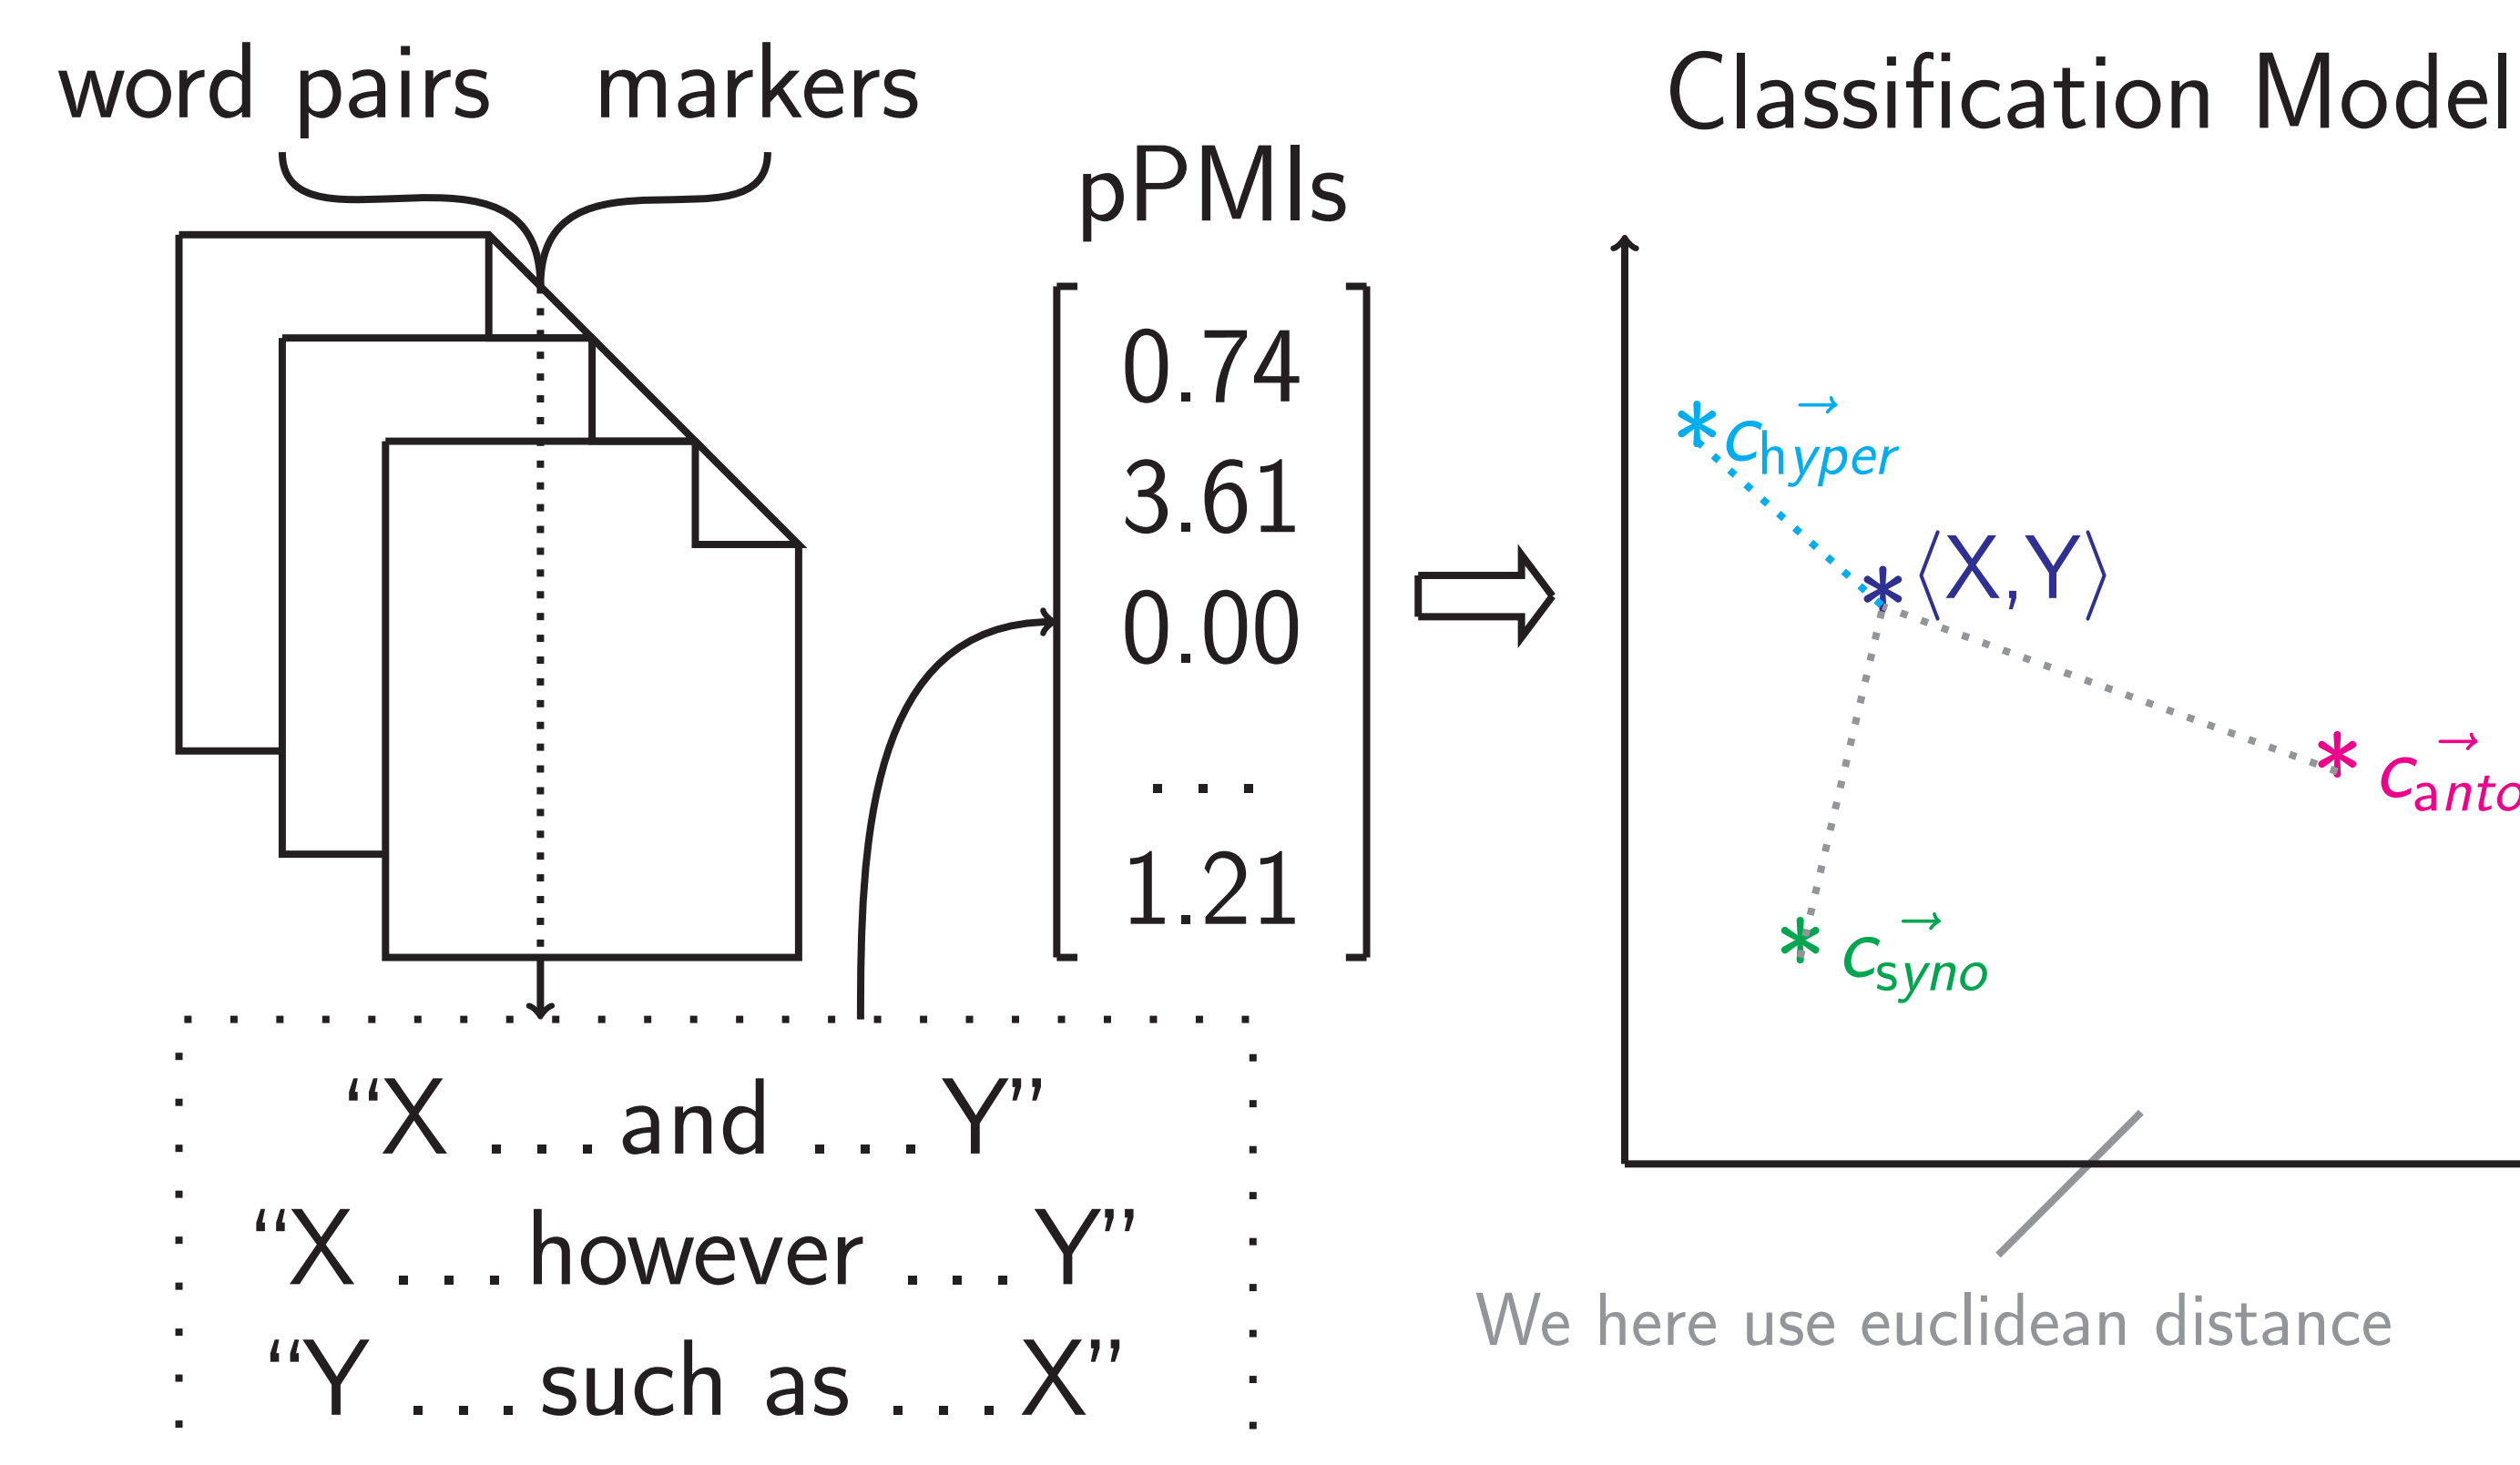 word pairs markers
pPMIs
0.74
3.61
0.00
...
1.21
“X ... and ... Y”
“X ... however ... Y”
“Y ... such as ... X”
Classification Model
*c⃗hyper
*⟨X,Y⟩
* c⃗anto
* c⃗syno
We here use euclidean distance